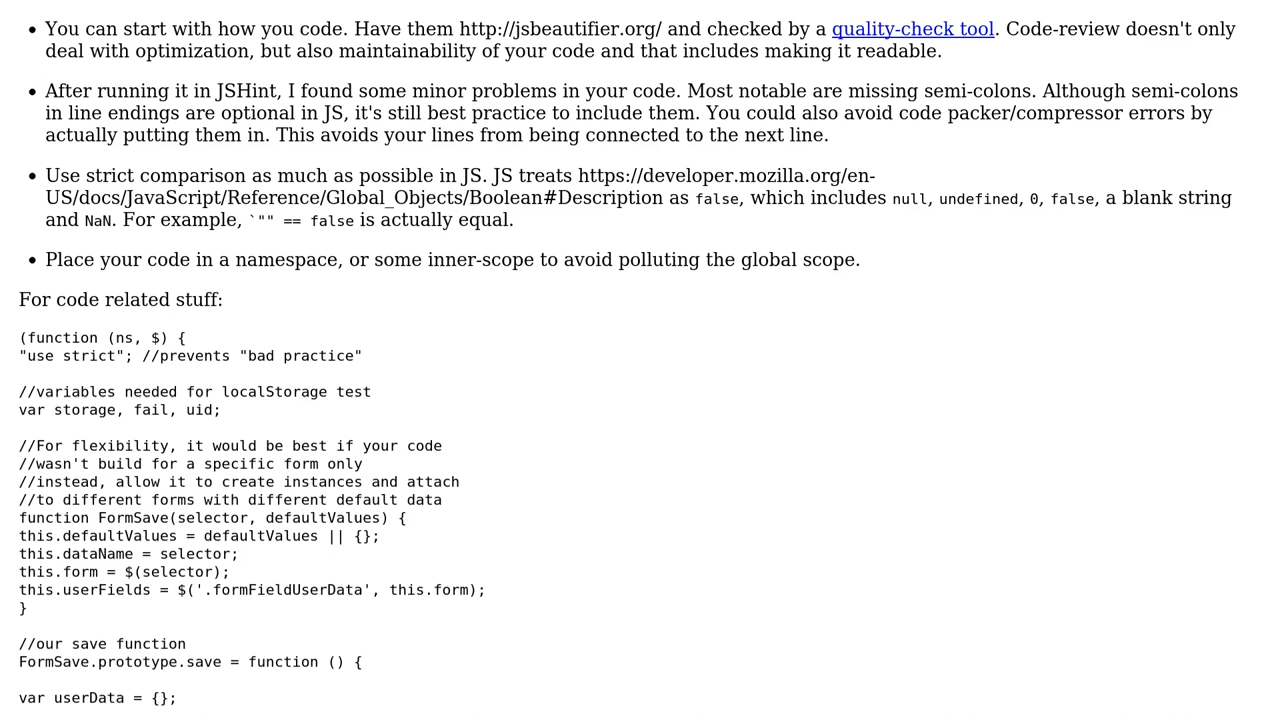 • You can start with how you code. Have them http://jsbeautifier.org/ and checked by a quality-check tool. Code-review doesn't only
deal with optimization, but also maintainability of your code and that includes making it readable.
• After running it in JSHint, I found some minor problems in your code. Most notable are missing semi-colons. Although semi-colons
in line endings are optional in JS, it's still best practice to include them. You could also avoid code packer/compressor errors by
actually putting them in. This avoids your lines from being connected to the next line.
• Use strict comparison as much as possible in JS. JS treats https://developer.mozilla.org/en-
US/docs/JavaScript/Reference/Global_Objects/Boolean#Description as false, which includes null, undefined, 0, false, a blank string
and NaN. For example, `"" == false is actually equal.
• Place your code in a namespace, or some inner-scope to avoid polluting the global scope.
For code related stuff:
(function (ns, $) {
"use strict"; //prevents "bad practice"
//variables needed for localStorage test
var storage, fail, uid;
//For flexibility, it would be best if your code
//wasn't build for a specific form only
//instead, allow it to create instances and attach
//to different forms with different default data
function FormSave(selector, defaultValues) {
this.defaultValues = defaultValues || {};
this.dataName = selector;
this.form = $(selector);
this.userFields = $('.formFieldUserData', this.form);
}
//our save function
FormSave.prototype.save = function () {
var userData = {};